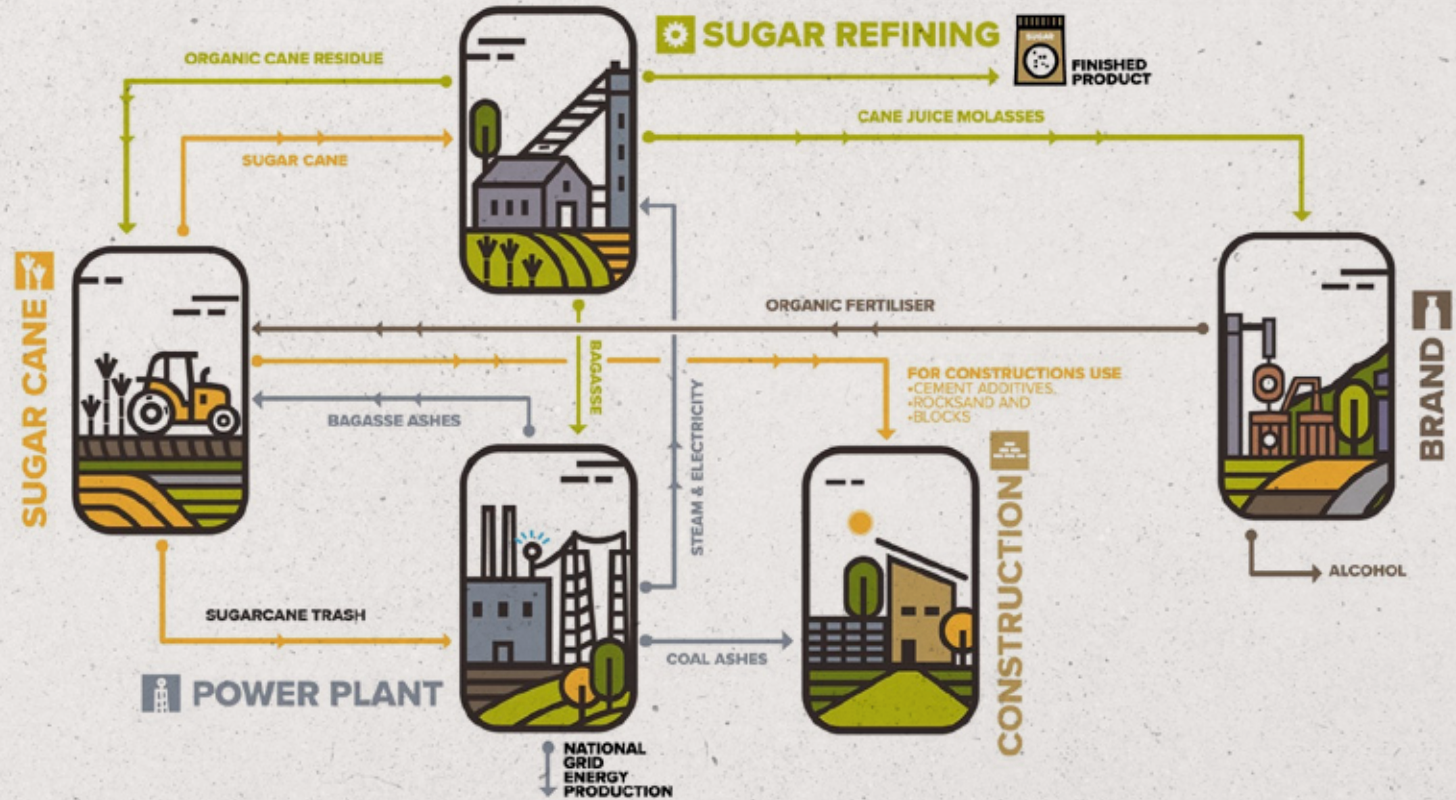 SUGAR REFINING
SUGAR
FINISHED
PRODUCT
ORGANIC CANE RESIDUE
CANE JUICE MOLASSES
SUGAR CANE
SUGAR CANE
ORGANIC FERTILISER
BRAND
BAGASSE
FOR CONSTRUCTIONS USE
•CEMENT ADDITIVES,
•ROCKSAND AND
•BLOCKS
BAGASSE ASHES
STEAM & ELECTRICITY
CONSTRUCTION
ALCOHOL
SUGARCANE TRASH
COAL ASHES
POWER PLANT
NATIONAL
GRID
ENERGY
PRODUCTION